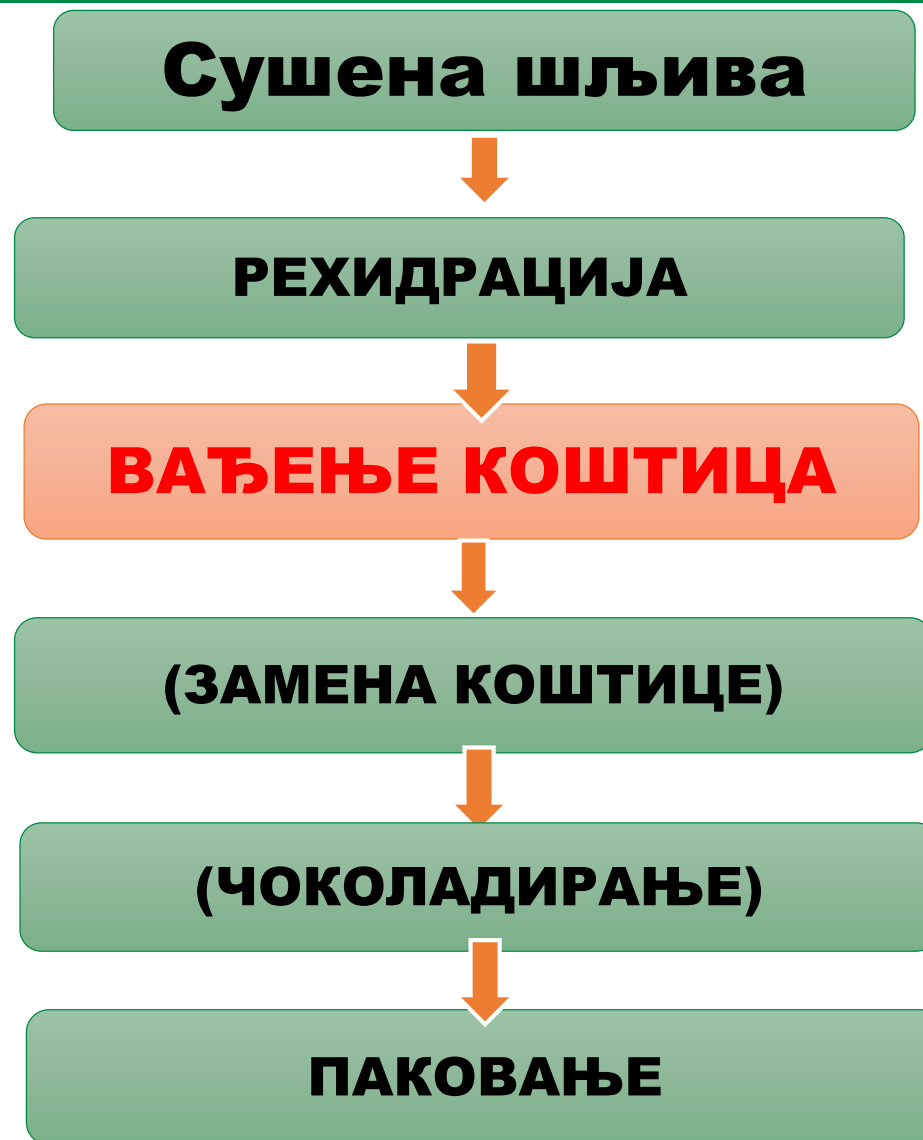 Сушена шљива
РЕХИДРАЦИЈА
ВАЂЕЊЕ КОШТИЦА
(ЗАМЕНА КОШТИЦЕ)
(ЧОКОЛАДИРАЊЕ)
ПАКОВАЊЕ